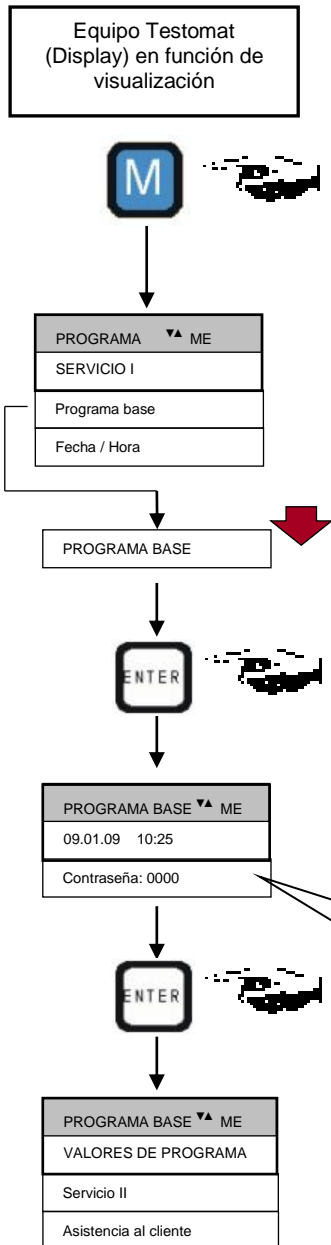 Equipo Testomat
(Display) en función de
visualización
M
PROGRAMA ▼▲ ME
SERVICIO I
Programa base
Fecha / Hora
PROGRAMA BASE
ENTER
PROGRAMA BASE ▼▲ ME
09.01.09 10:25
Contraseña: 0000
ENTER
PROGRAMA BASE ▼▲ ME
VALORES DE PROGRAMA
Servicio II
Asistencia al cliente